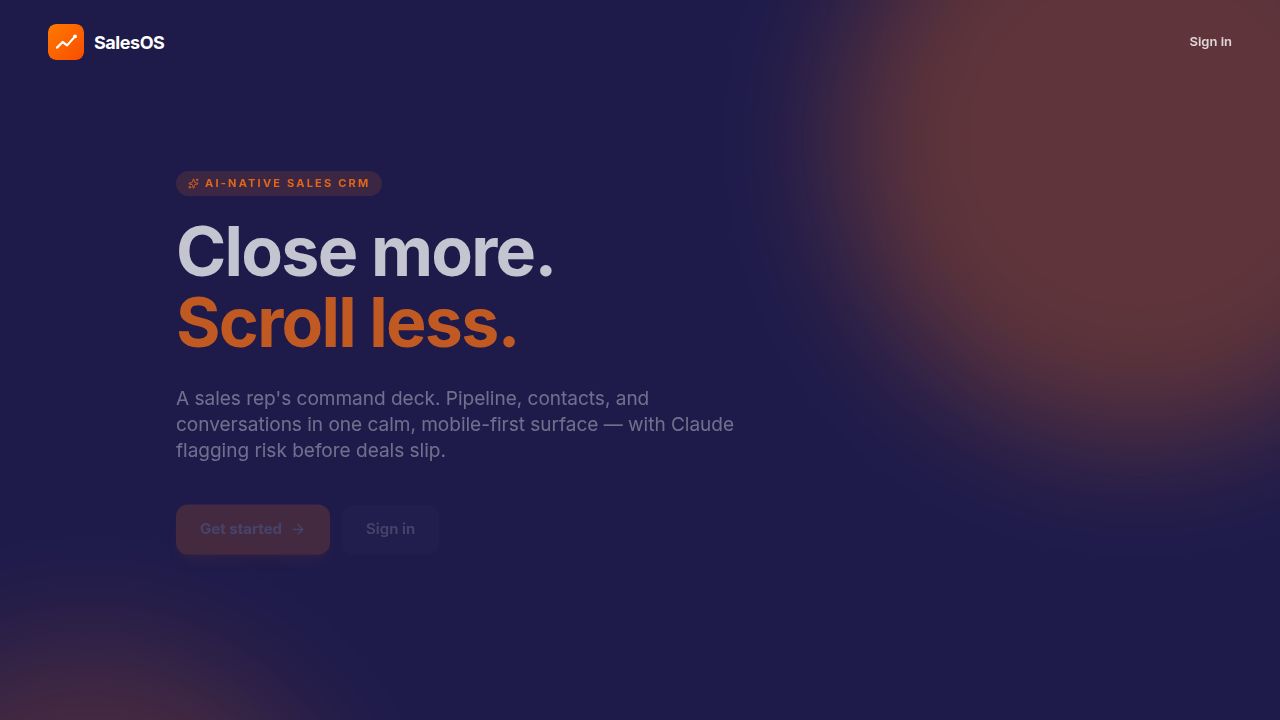 SalesOS
Sign in
AI-NATIVE SALES CRM
Close more.
Scroll less.
A sales rep's command deck. Pipeline, contacts, and
conversations in one calm, mobile-first surface — with Claude
flagging risk before deals slip.
Get started →
Sign in